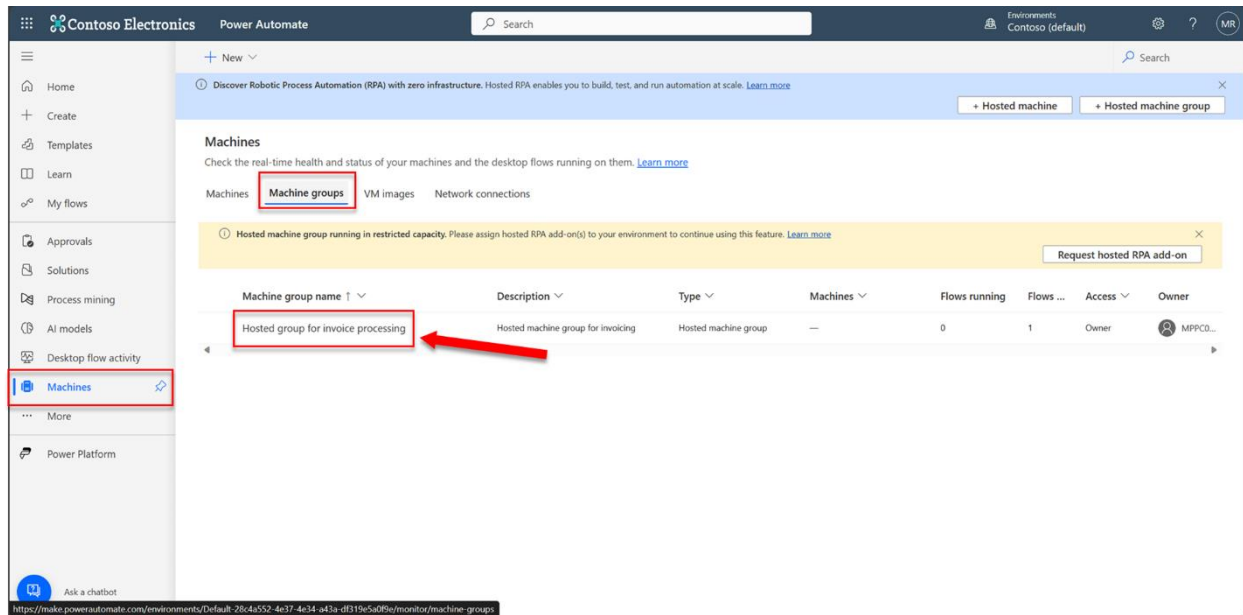 Contoso Electronics Power Automate Search Environments
Contoso (default) ? MR
New Search
Home
Create
Templates
Learn
My flows
Approvals
Solutions
Process mining
AI models
Desktop flow activity
Machines
More
Power Platform
Ask a chatbot
Discover Robotic Process Automation (RPA) with zero infrastructure. Hosted RPA enables you to build, test, and run automation at scale. Learn more
+ Hosted machine + Hosted machine group
Machines
Check the real-time health and status of your machines and the desktop flows running on them. Learn more
Machines Machine groups VM images Network connections
Hosted machine group running in restricted capacity. Please assign hosted RPA add-on(s) to your environment to continue using this feature. Learn more
Request hosted RPA add-on
Machine group name ↑ Description Type Machines Flows running Flows ... Access Owner
Hosted group for invoice processing Hosted machine group for invoicing Hosted machine group — 0 1 Owner MPPC0...
https://make.powerautomate.com/environments/Default-28c4a552-4e37-4e34-a43a-df319e5a0f9e/monitor/machine-groups